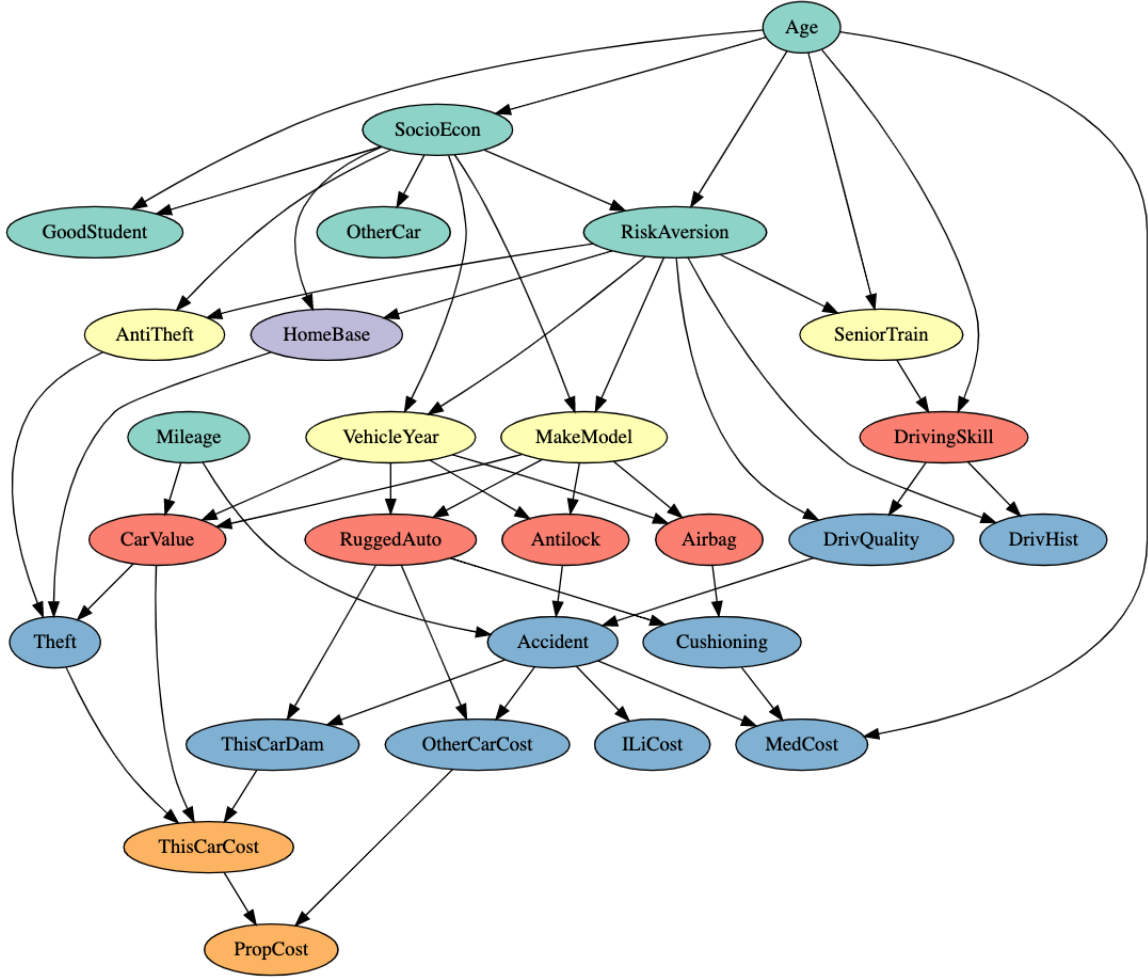 Age
SocioEcon
GoodStudent
OtherCar
RiskAversion
AntiTheft
HomeBase
SeniorTrain
Mileage
VehicleYear
MakeModel
DrivingSkill
CarValue
RuggedAuto
Antilock
Airbag
DrivQuality
DrivHist
Theft
Accident
Cushioning
ThisCarDam
OtherCarCost
ILiCost
MedCost
ThisCarCost
PropCost